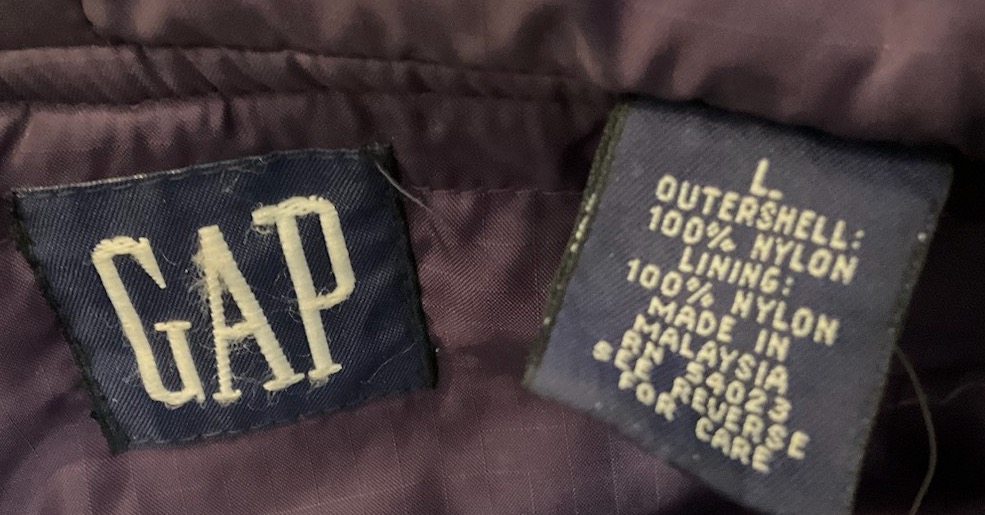 GAP
L.
OUTERSHELL:
100% NYLON
LINING:
100% NYLON
MADE IN
MALAYSIA
RN 54023
SEE REVERSE
FOR CARE